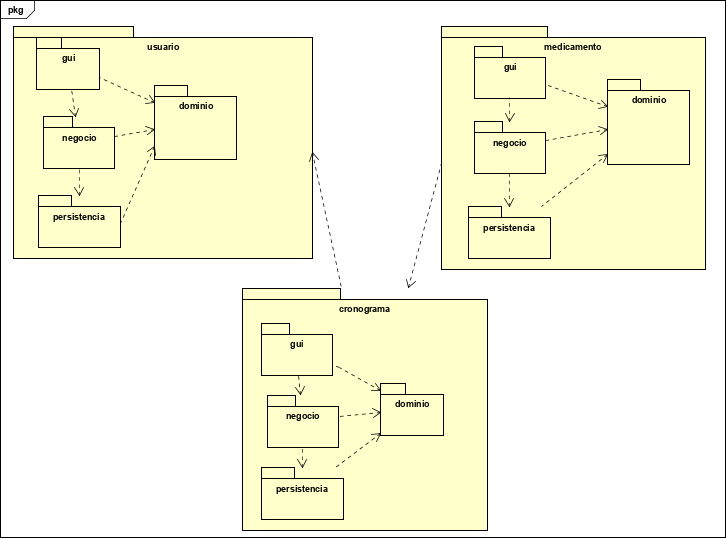 pkg
usuario
gui
dominio
negocio
persistencia
medicamento
gui
dominio
negocio
persistencia
cronograma
gui
dominio
negocio
persistencia